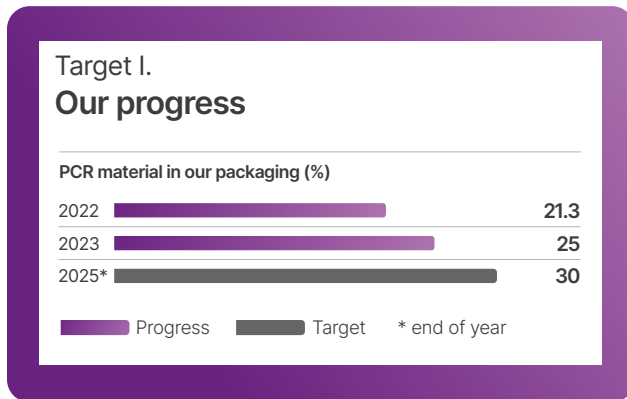 Target I.
Our progress
PCR material in our packaging (%)
2022 21.3
2023 25
2025* 30
Progress Target * end of year